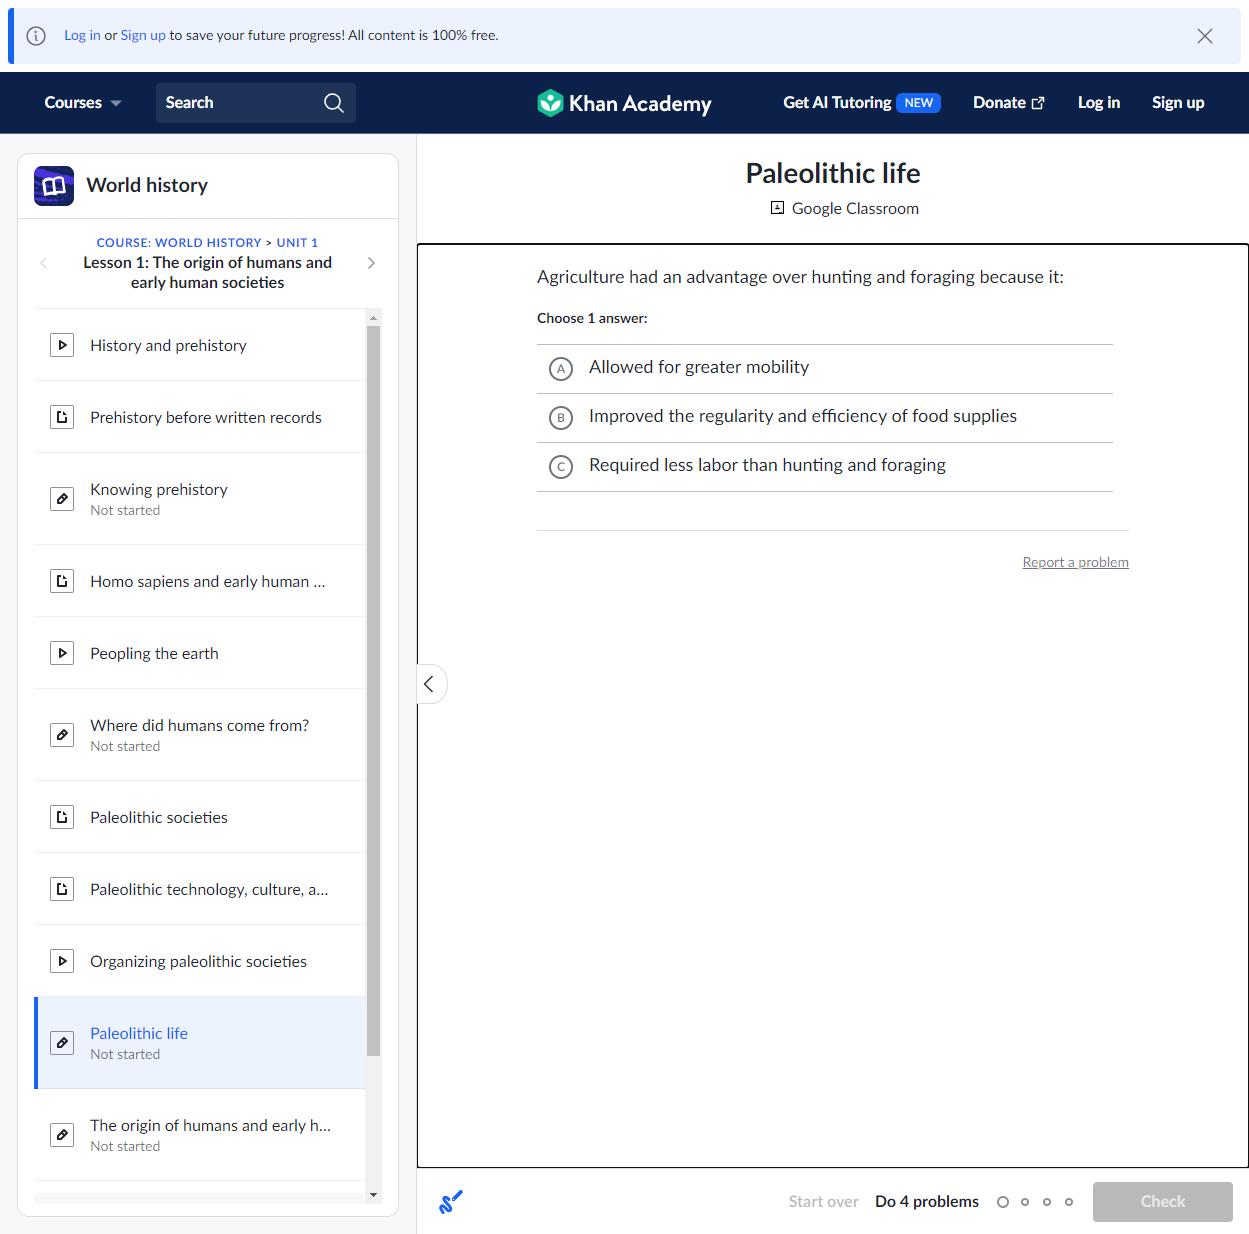 Log in or Sign up to save your future progress! All content is 100% free.
Courses
Search
Khan Academy
Get AI Tutoring NEW
Donate
Log in
Sign up
World history
COURSE: WORLD HISTORY > UNIT 1
Lesson 1: The origin of humans and
early human societies
History and prehistory
Prehistory before written records
Knowing prehistory
Not started
Homo sapiens and early human ...
Peopling the earth
Where did humans come from?
Not started
Paleolithic societies
Paleolithic technology, culture, a...
Organizing paleolithic societies
Paleolithic life
Not started
The origin of humans and early h...
Not started
Paleolithic life
Google Classroom
Agriculture had an advantage over hunting and foraging because it:
Choose 1 answer:
A Allowed for greater mobility
B Improved the regularity and efficiency of food supplies
C Required less labor than hunting and foraging
Report a problem
Start over
Do 4 problems
Check